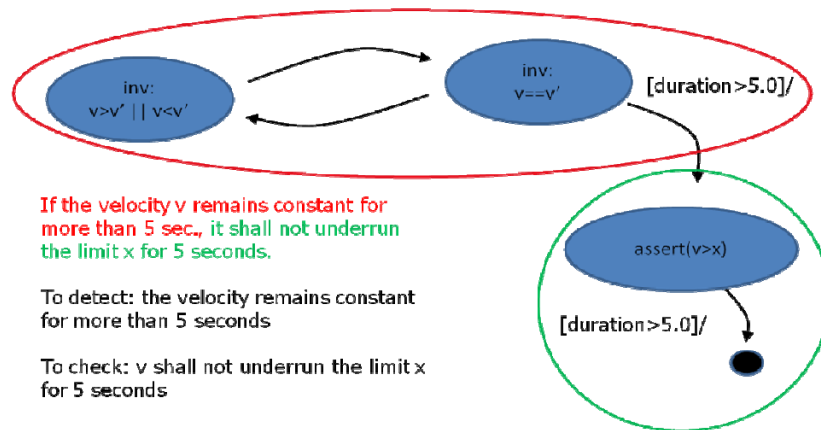 inv:
v>v' || v<v'
inv:
v==v'
[duration>5.0]/
If the velocity v remains constant for
more than 5 sec., it shall not underrun
the limit x for 5 seconds.
To detect: the velocity remains constant
for more than 5 seconds
To check: v shall not underrun the limit x
for 5 seconds
assert(v>x)
[duration>5.0]/